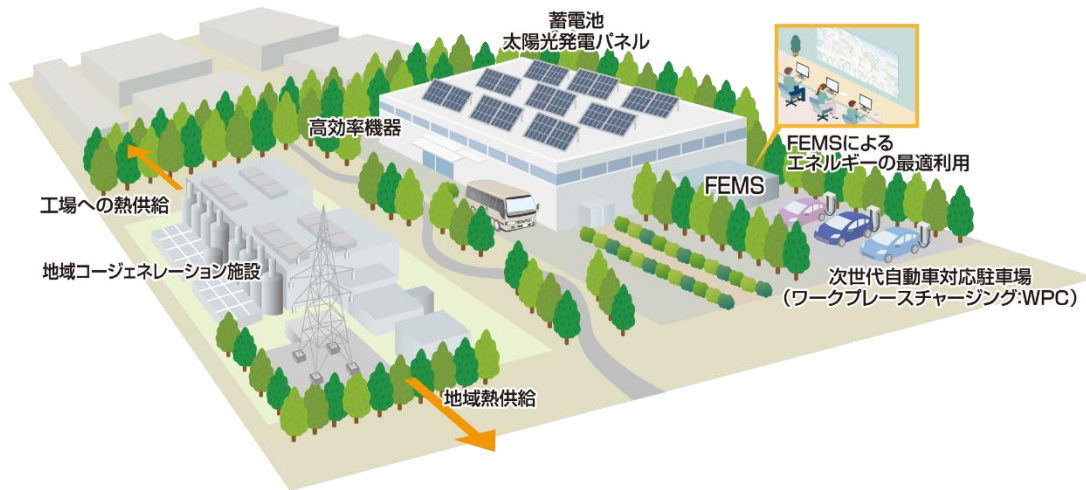 蓄電池
太陽光発電パネル
高効率機器
FEMSによる
エネルギーの最適利用
FEMS
工場への熱供給
地域コージェネレーション施設
次世代自動車対応駐車場
（ワークプレースチャージング:WPC）
地域熱供給